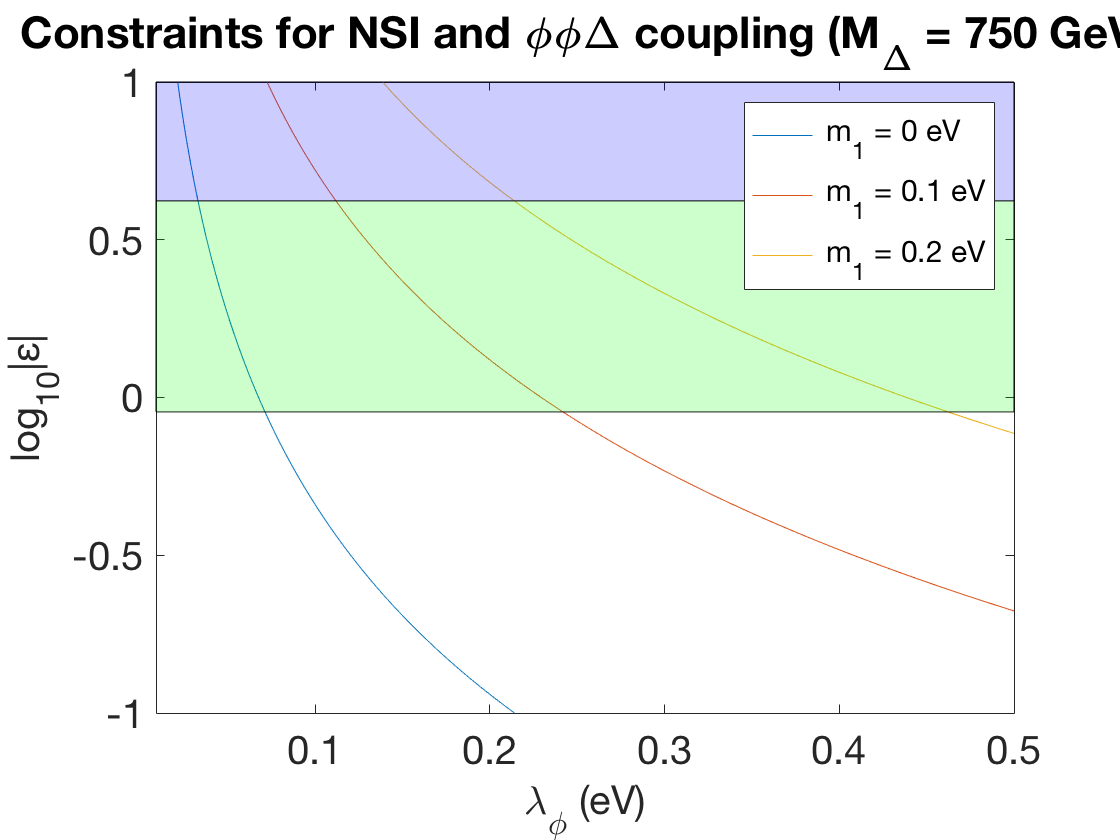 Constraints for NSI and ϕϕΔ coupling (M_Δ = 750 GeV
1
0.5
0
-0.5
-1
log₁₀|ε|
m₁ = 0 eV
m₁ = 0.1 eV
m₁ = 0.2 eV
0.1 0.2 0.3 0.4 0.5
λ_ϕ (eV)